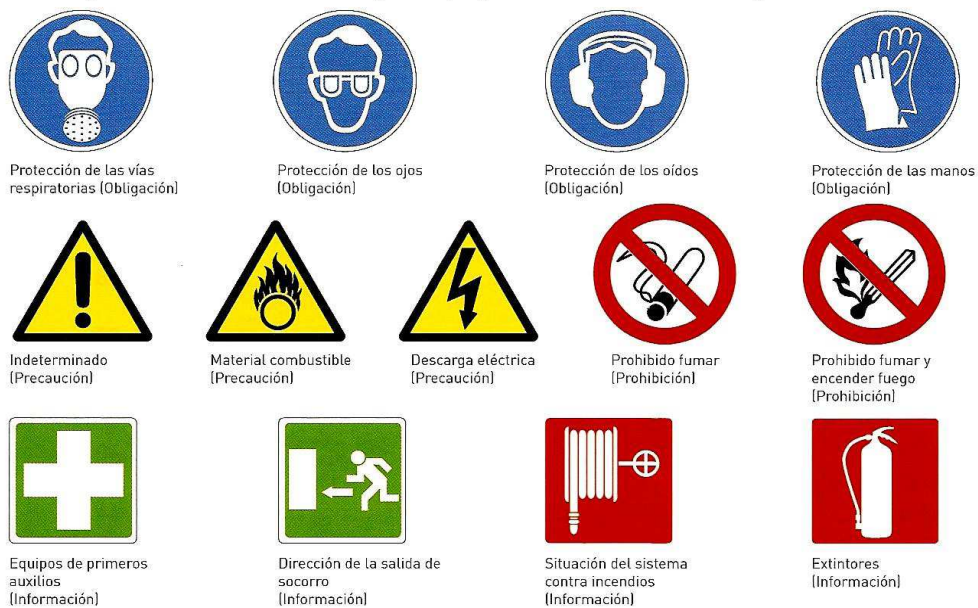 Protección de las vías
respiratorias (Obligación)
Protección de los ojos
(Obligación)
Protección de los oídos
(Obligación)
Protección de las manos
(Obligación)
Indeterminado
(Precaución)
Material combustible
(Precaución)
Descarga eléctrica
(Precaución)
Prohibido fumar
(Prohibición)
Prohibido fumar y
encender fuego
(Prohibición)
Equipos de primeros
auxilios
(Información)
Dirección de la salida de
socorro
(Información)
Situación del sistema
contra incendios
(Información)
Extintores
(Información)